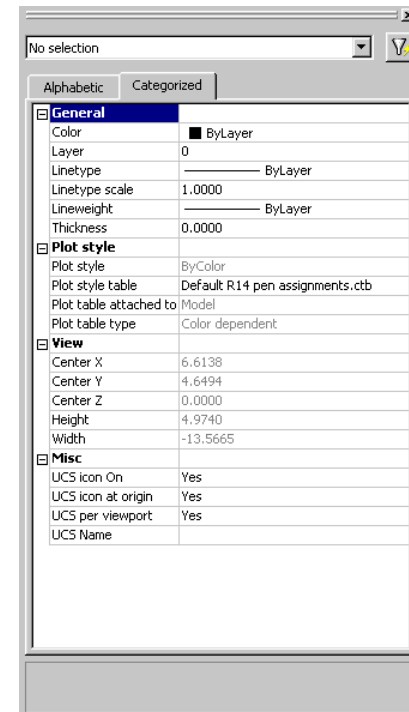 No selection
Alphabetic Categorized
General
Color ByLayer
Layer 0
Linetype ByLayer
Linetype scale 1.0000
Lineweight ByLayer
Thickness 0.0000
Plot style
Plot style ByColor
Plot style table Default R14 pen assignments.ctb
Plot table attached to Model
Plot table type Color dependent
View
Center X 6.6138
Center Y 4.6494
Center Z 0.0000
Height 4.9740
Width -13.5665
Misc
UCS icon On Yes
UCS icon at origin Yes
UCS per viewport Yes
UCS Name